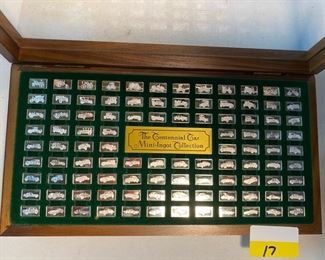 The Centennial Car
Mini-Ingot Collection
17